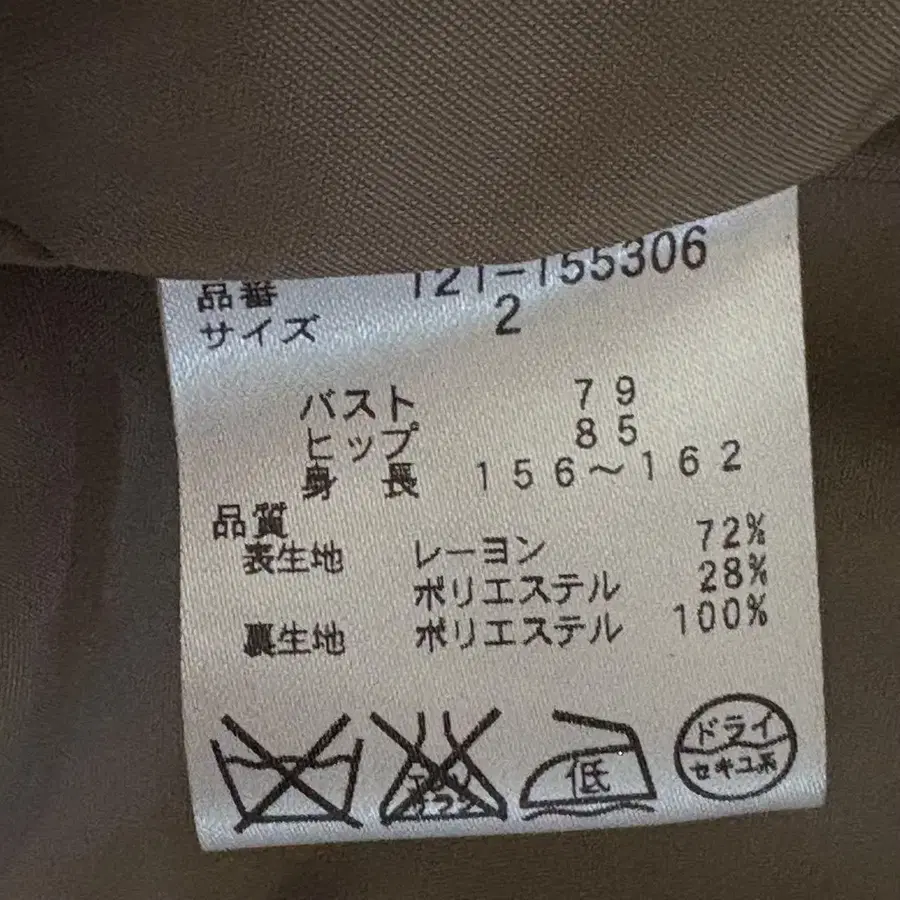 品番 121-155306
サイズ 2
バスト 79
ヒップ 85
身長 156〜162
品質
表生地 レーヨン 72%
ポリエステル 28%
裏生地 ポリエステル 100%
低
ドライ
セキユ系